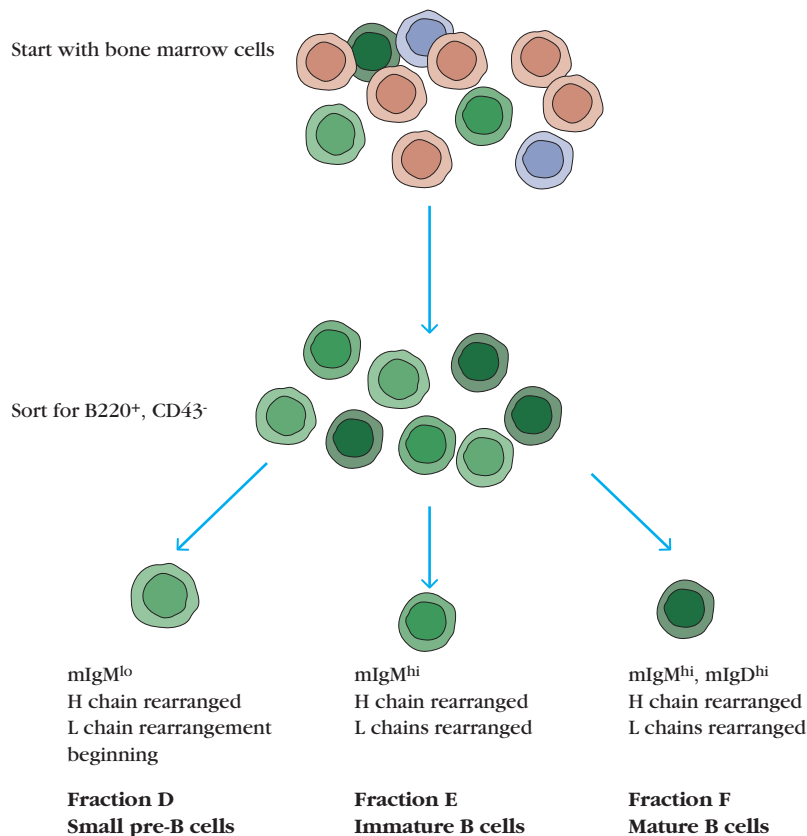 Start with bone marrow cells
Sort for B220⁺, CD43⁻
mIgMˡᵒ
H chain rearranged
L chain rearrangement
beginning
Fraction D
Small pre-B cells
mIgMʰⁱ
H chain rearranged
L chains rearranged
Fraction E
Immature B cells
mIgMʰⁱ, mIgDʰⁱ
H chain rearranged
L chains rearranged
Fraction F
Mature B cells